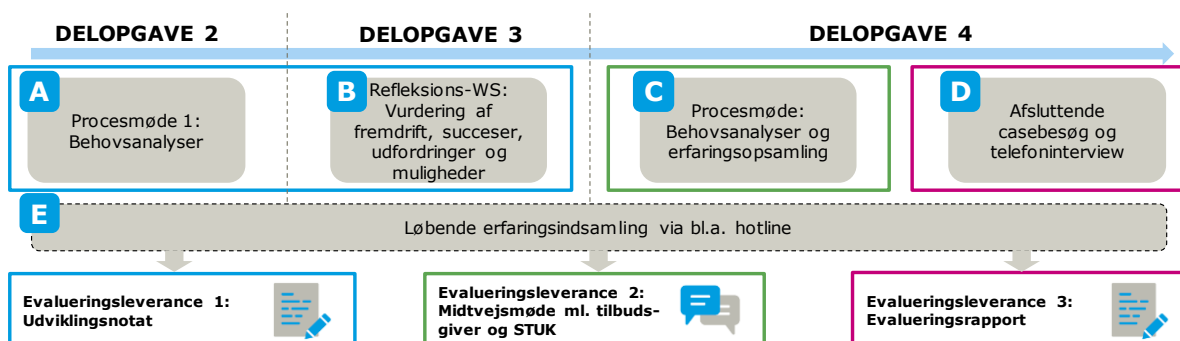 DELOPGAVE 2
DELOPGAVE 3
DELOPGAVE 4
A
Procesmøde 1:
Behovsanalyser
B
Refleksions-WS:
Vurdering af
fremdrift, succeser,
udfordringer og
muligheder
C
Procesmøde:
Behovsanalyser og
erfaringsopsamling
D
Afsluttende
casebesøg og
telefoninterview
E
Løbende erfaringsindsamling via bl.a. hotline
Evalueringsleverance 1:
Udviklingsnotat
Evalueringsleverance 2:
Midtvejsmøde ml. tilbuds-
giver og STUK
Evalueringsleverance 3:
Evalueringsrapport